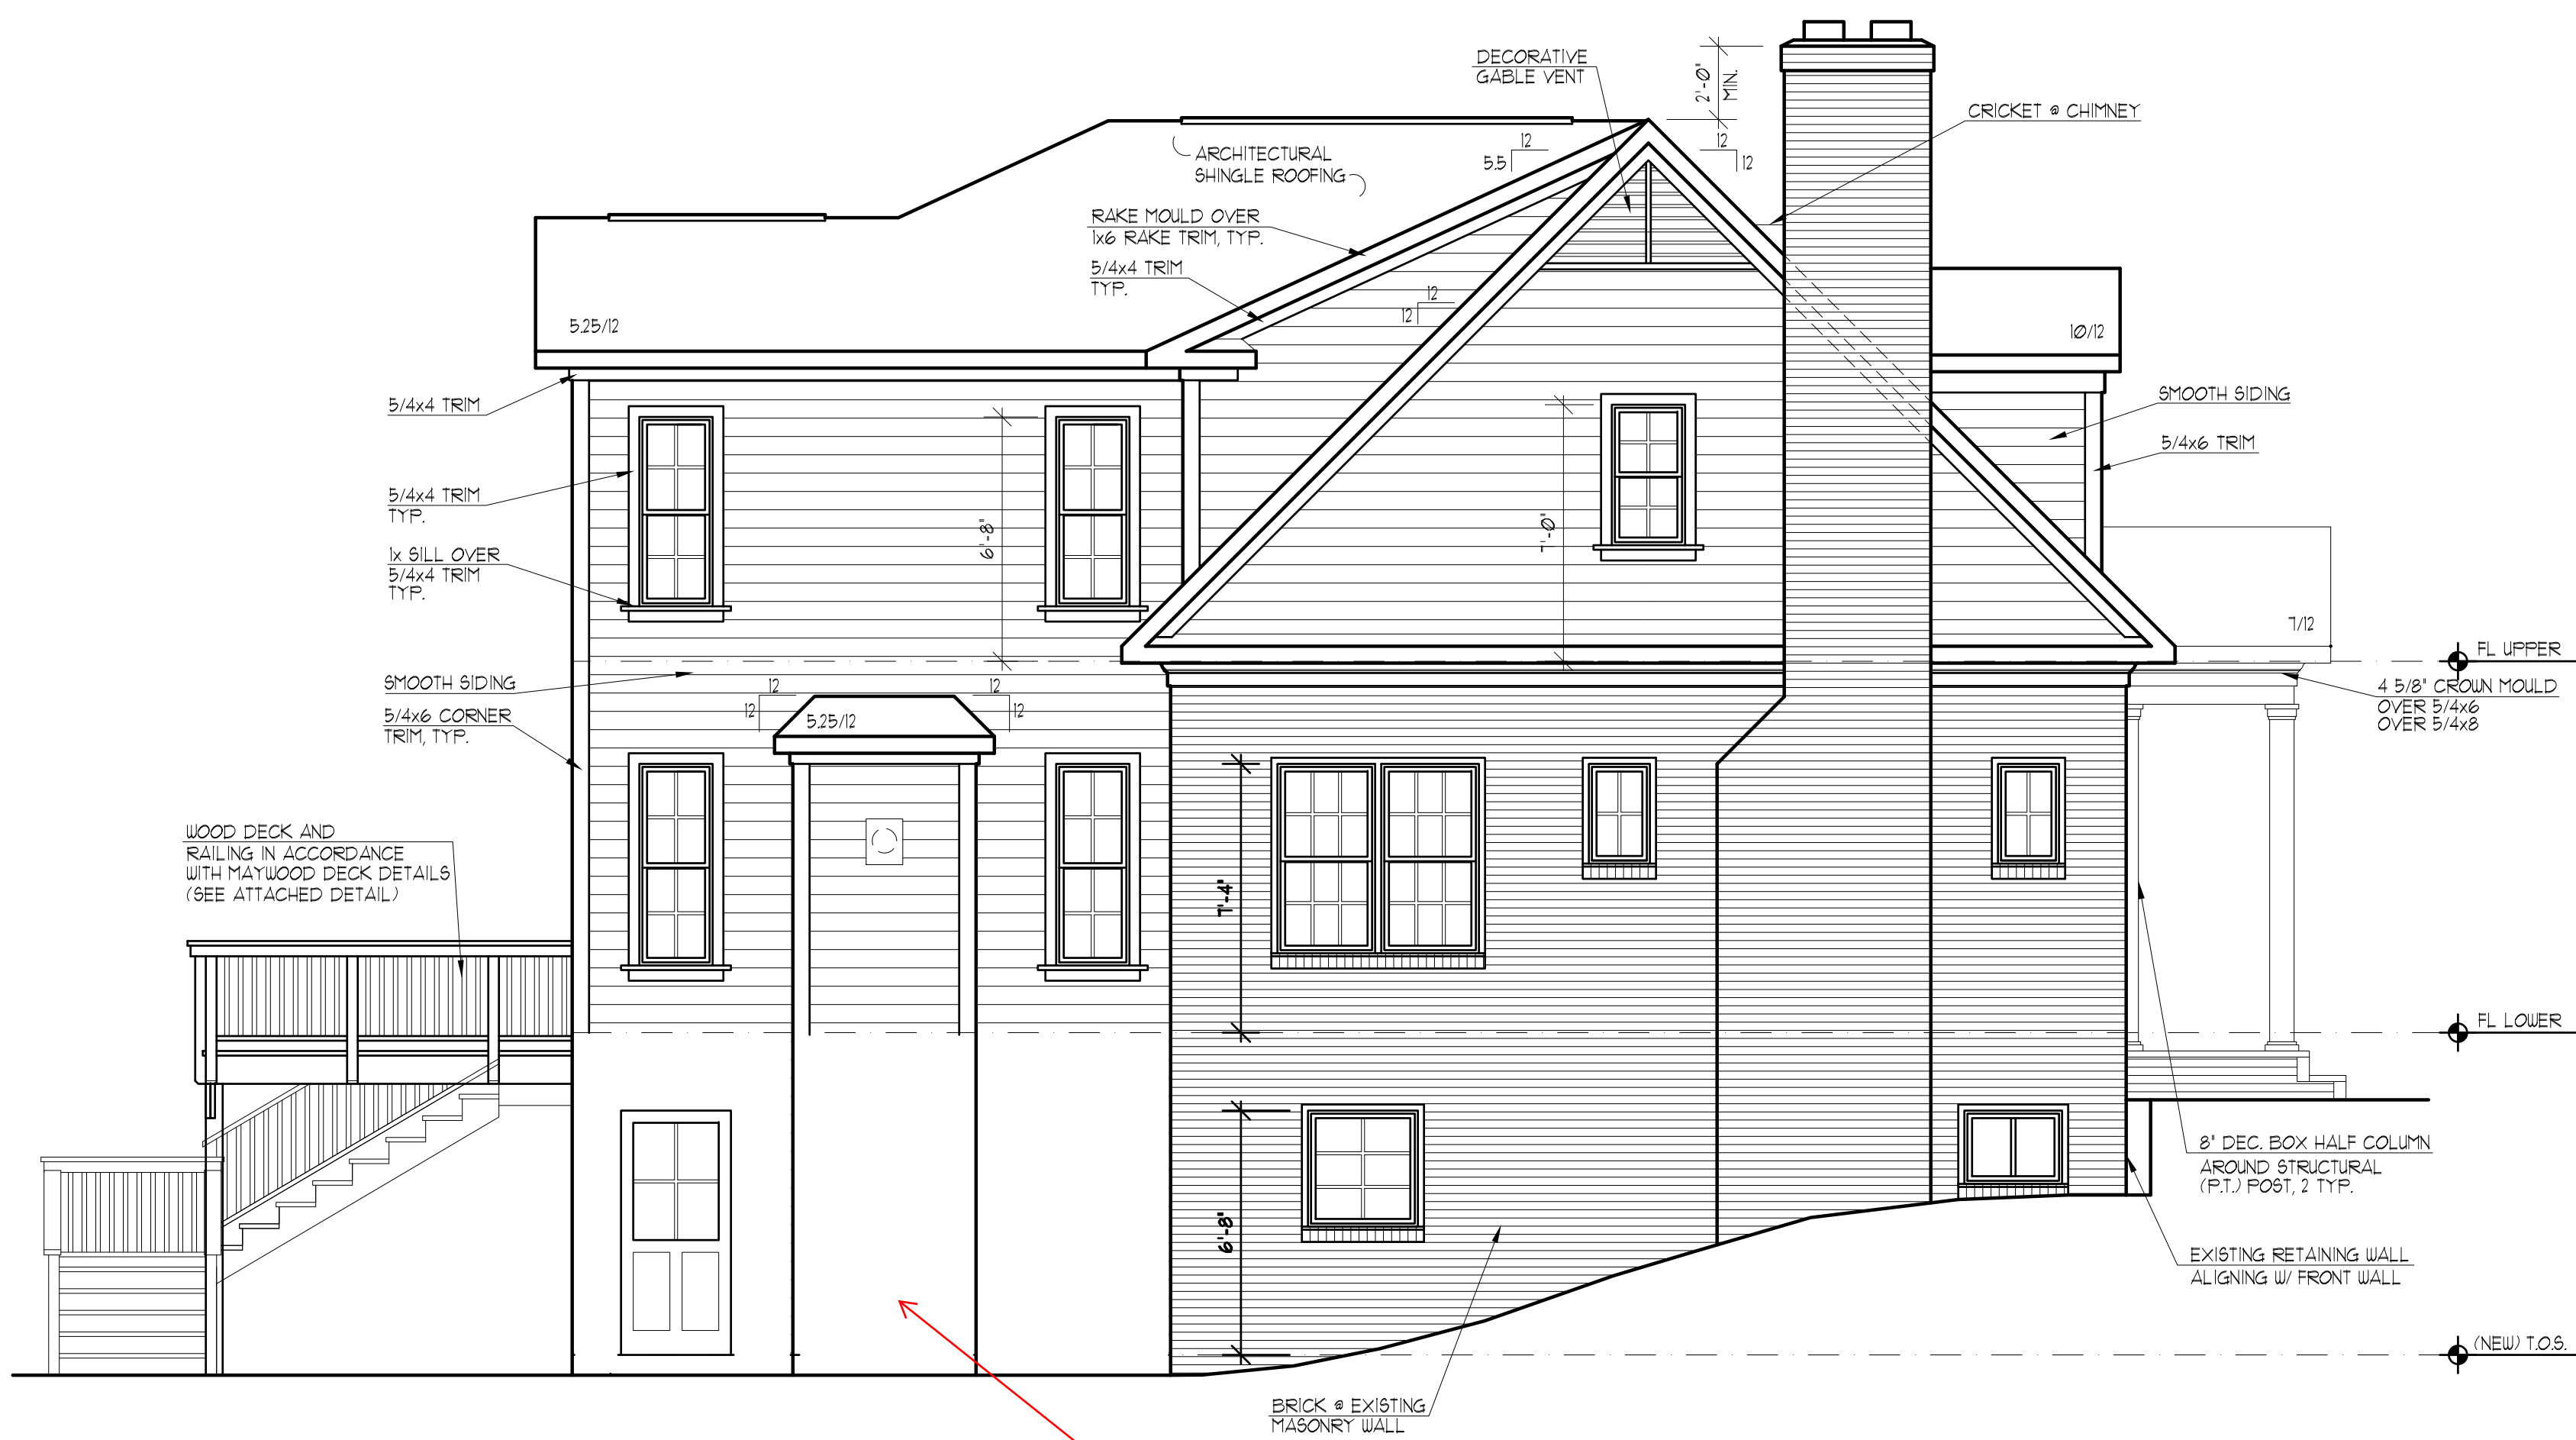 DECORATIVE
GABLE VENT
2'-0"
MIN.
CRICKET @ CHIMNEY
ARCHITECTURAL
SHINGLE ROOFING
12
5.5
12
12
RAKE MOULD OVER
1x6 RAKE TRIM, TYP.
5/4x4 TRIM
TYP.
12
12
5.25/12
10/12
5/4x4 TRIM
SMOOTH SIDING
5/4x6 TRIM
5/4x4 TRIM
TYP.
6'-8"
7'-0"
1x SILL OVER
5/4x4 TRIM
TYP.
7/12
FL UPPER
SMOOTH SIDING
12
12
12
12
5.25/12
4 5/8" CROWN MOULD
OVER 5/4x6
OVER 5/4x8
5/4x6 CORNER
TRIM, TYP.
WOOD DECK AND
RAILING IN ACCORDANCE
WITH MAYWOOD DECK DETAILS
(SEE ATTACHED DETAIL)
7'-4"
FL LOWER
8" DEC. BOX HALF COLUMN
AROUND STRUCTURAL
(P.T.) POST, 2 TYP.
6'-8"
EXISTING RETAINING WALL
ALIGNING W/ FRONT WALL
(NEW) T.O.S.
BRICK @ EXISTING
MASONRY WALL